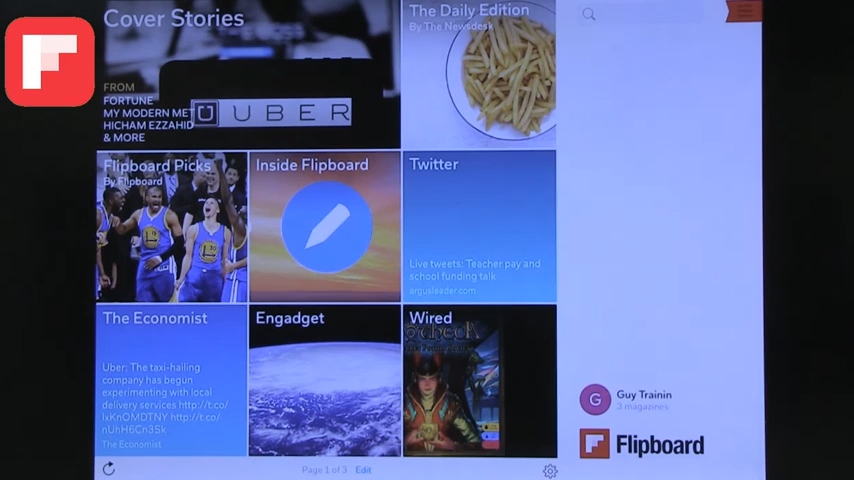 Cover Stories
FROM
FORTUNE
MY MODERN MET
HICHAM EZZAHID
& MORE
UBER
The Daily Edition
By The Newsdesk
Flipboard Picks
By Flipboard
Inside Flipboard
Twitter
Live tweets: Teacher pay and
school funding talk
argusleader.com
The Economist
Uber: The taxi-hailing
company has begun
experimenting with local
delivery services http://t.co/
IxKnOMDTNY http://t.co/
nUhH6Cn3Sk
The Economist
Engadget
Wired
G
Guy Trainin
3 magazines
Flipboard
Page 1 of 3 Edit